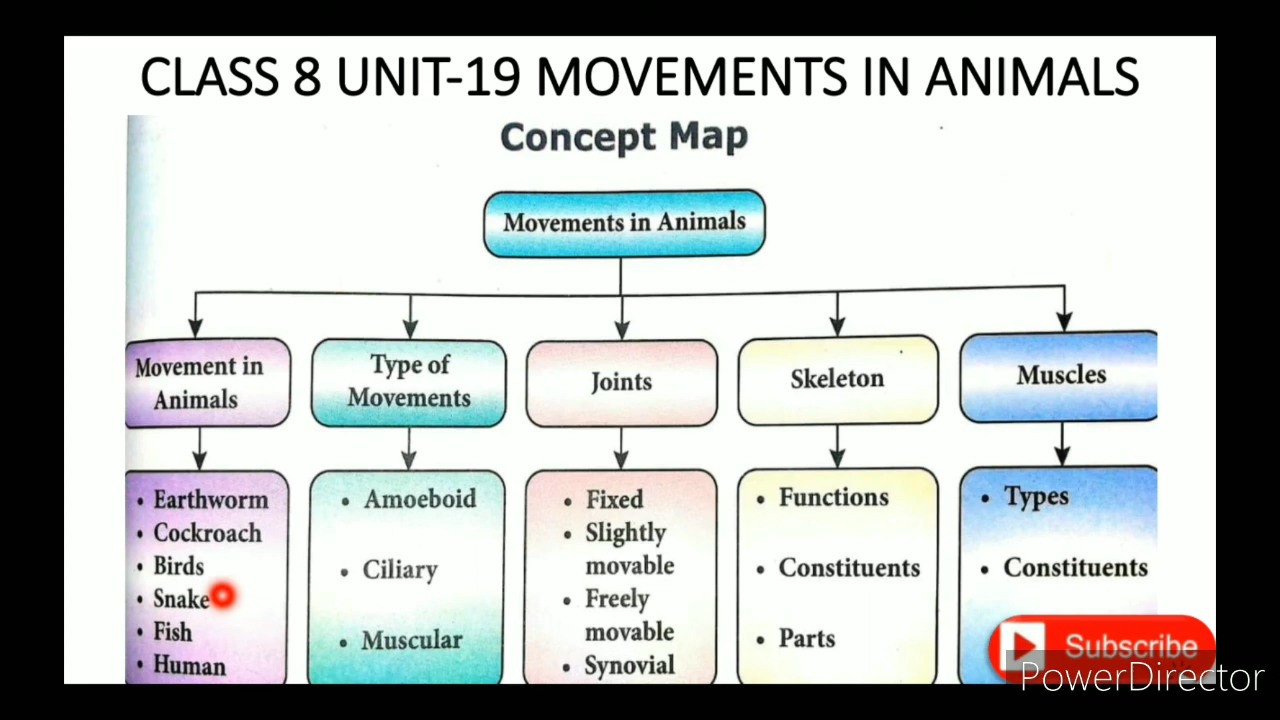 CLASS 8 UNIT-19 MOVEMENTS IN ANIMALS
Concept Map
Movements in Animals
Movement in
Animals
Type of
Movements
Joints
Skeleton
Muscles
• Earthworm
• Cockroach
• Birds
• Snake
• Fish
• Human
• Amoeboid
• Ciliary
• Muscular
• Fixed
• Slightly
movable
• Freely
movable
• Synovial
• Functions
• Constituents
• Parts
• Types
• Constituents
Subscribe
PowerDirector